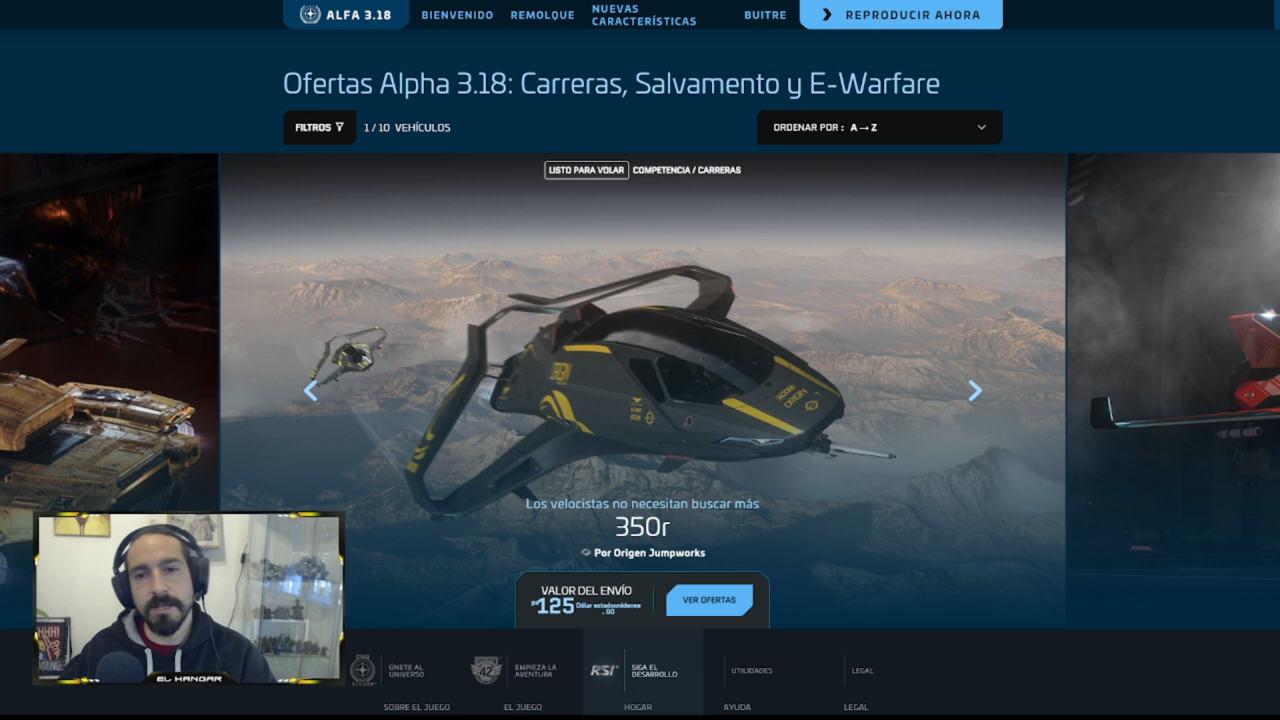 ALFA 3.18
BIENVENIDO
REMOLQUE
NUEVAS
CARACTERÍSTICAS
BUITRE
REPRODUCIR AHORA
Ofertas Alpha 3.18: Carreras, Salvamento y E-Warfare
FILTROS
1 / 10 VEHÍCULOS
ORDENAR POR : A→Z
LISTO PARA VOLAR COMPETENCIA / CARRERAS
ORIGIN
Los velocistas no necesitan buscar más
350r
Por Origen Jumpworks
VALOR DEL ENVÍO
125 Dólar estadounidense
.00
VER OFERTAS
EL HANGAR
STAR
ÚNETE AL
UNIVERSO
42
EMPIEZA LA
AVENTURA
RSI
SIGA EL
DESARROLLO
UTILIDADES
LEGAL
SOBRE EL JUEGO
EL JUEGO
HOGAR
AYUDA
LEGAL